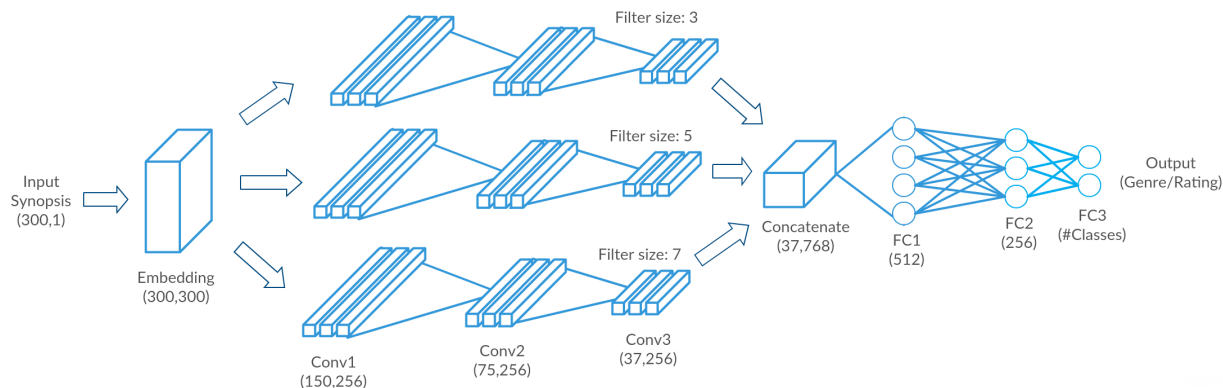 Filter size: 3
Filter size: 5
Filter size: 7
Input
Synopsis
(300,1)
Embedding
(300,300)
Conv1
(150,256)
Conv2
(75,256)
Conv3
(37,256)
Concatenate
(37,768)
FC1
(512)
FC2
(256)
FC3
(#Classes)
Output
(Genre/Rating)